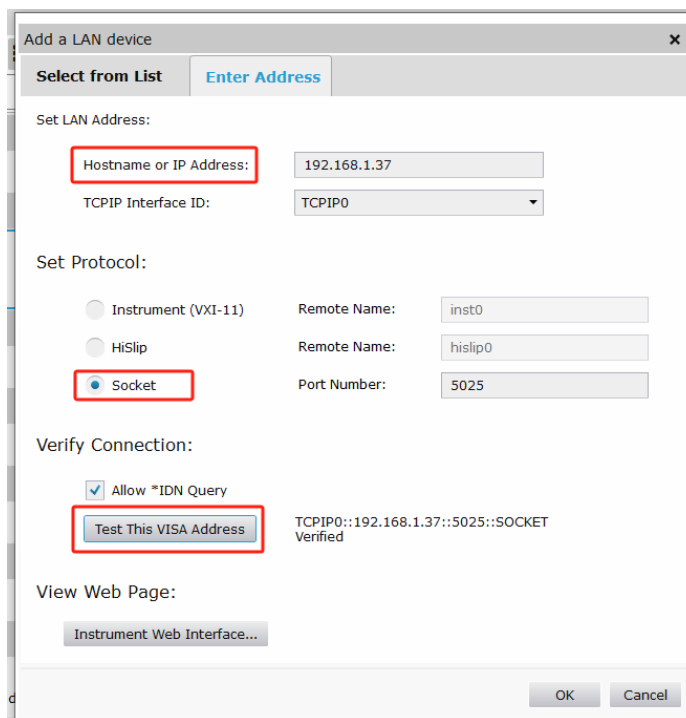 Add a LAN device
Select from List
Enter Address
Set LAN Address:
Hostname or IP Address: 192.168.1.37
TCPIP Interface ID: TCPIP0
Set Protocol:
Instrument (VXI-11) Remote Name: inst0
HiSlip Remote Name: hislip0
Socket Port Number: 5025
Verify Connection:
Allow *IDN Query
Test This VISA Address TCPIP0::192.168.1.37::5025::SOCKET
Verified
View Web Page:
Instrument Web Interface...
OK Cancel